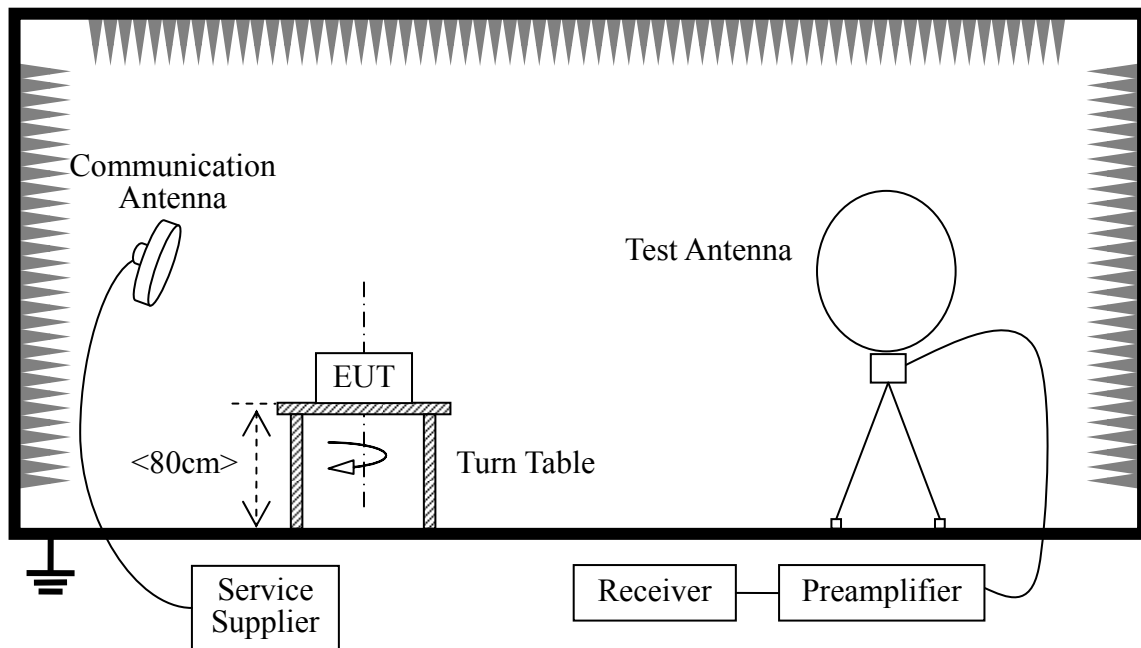 Communication
Antenna
Test Antenna
EUT
<80cm>
Turn Table
Service
Supplier
Receiver
Preamplifier